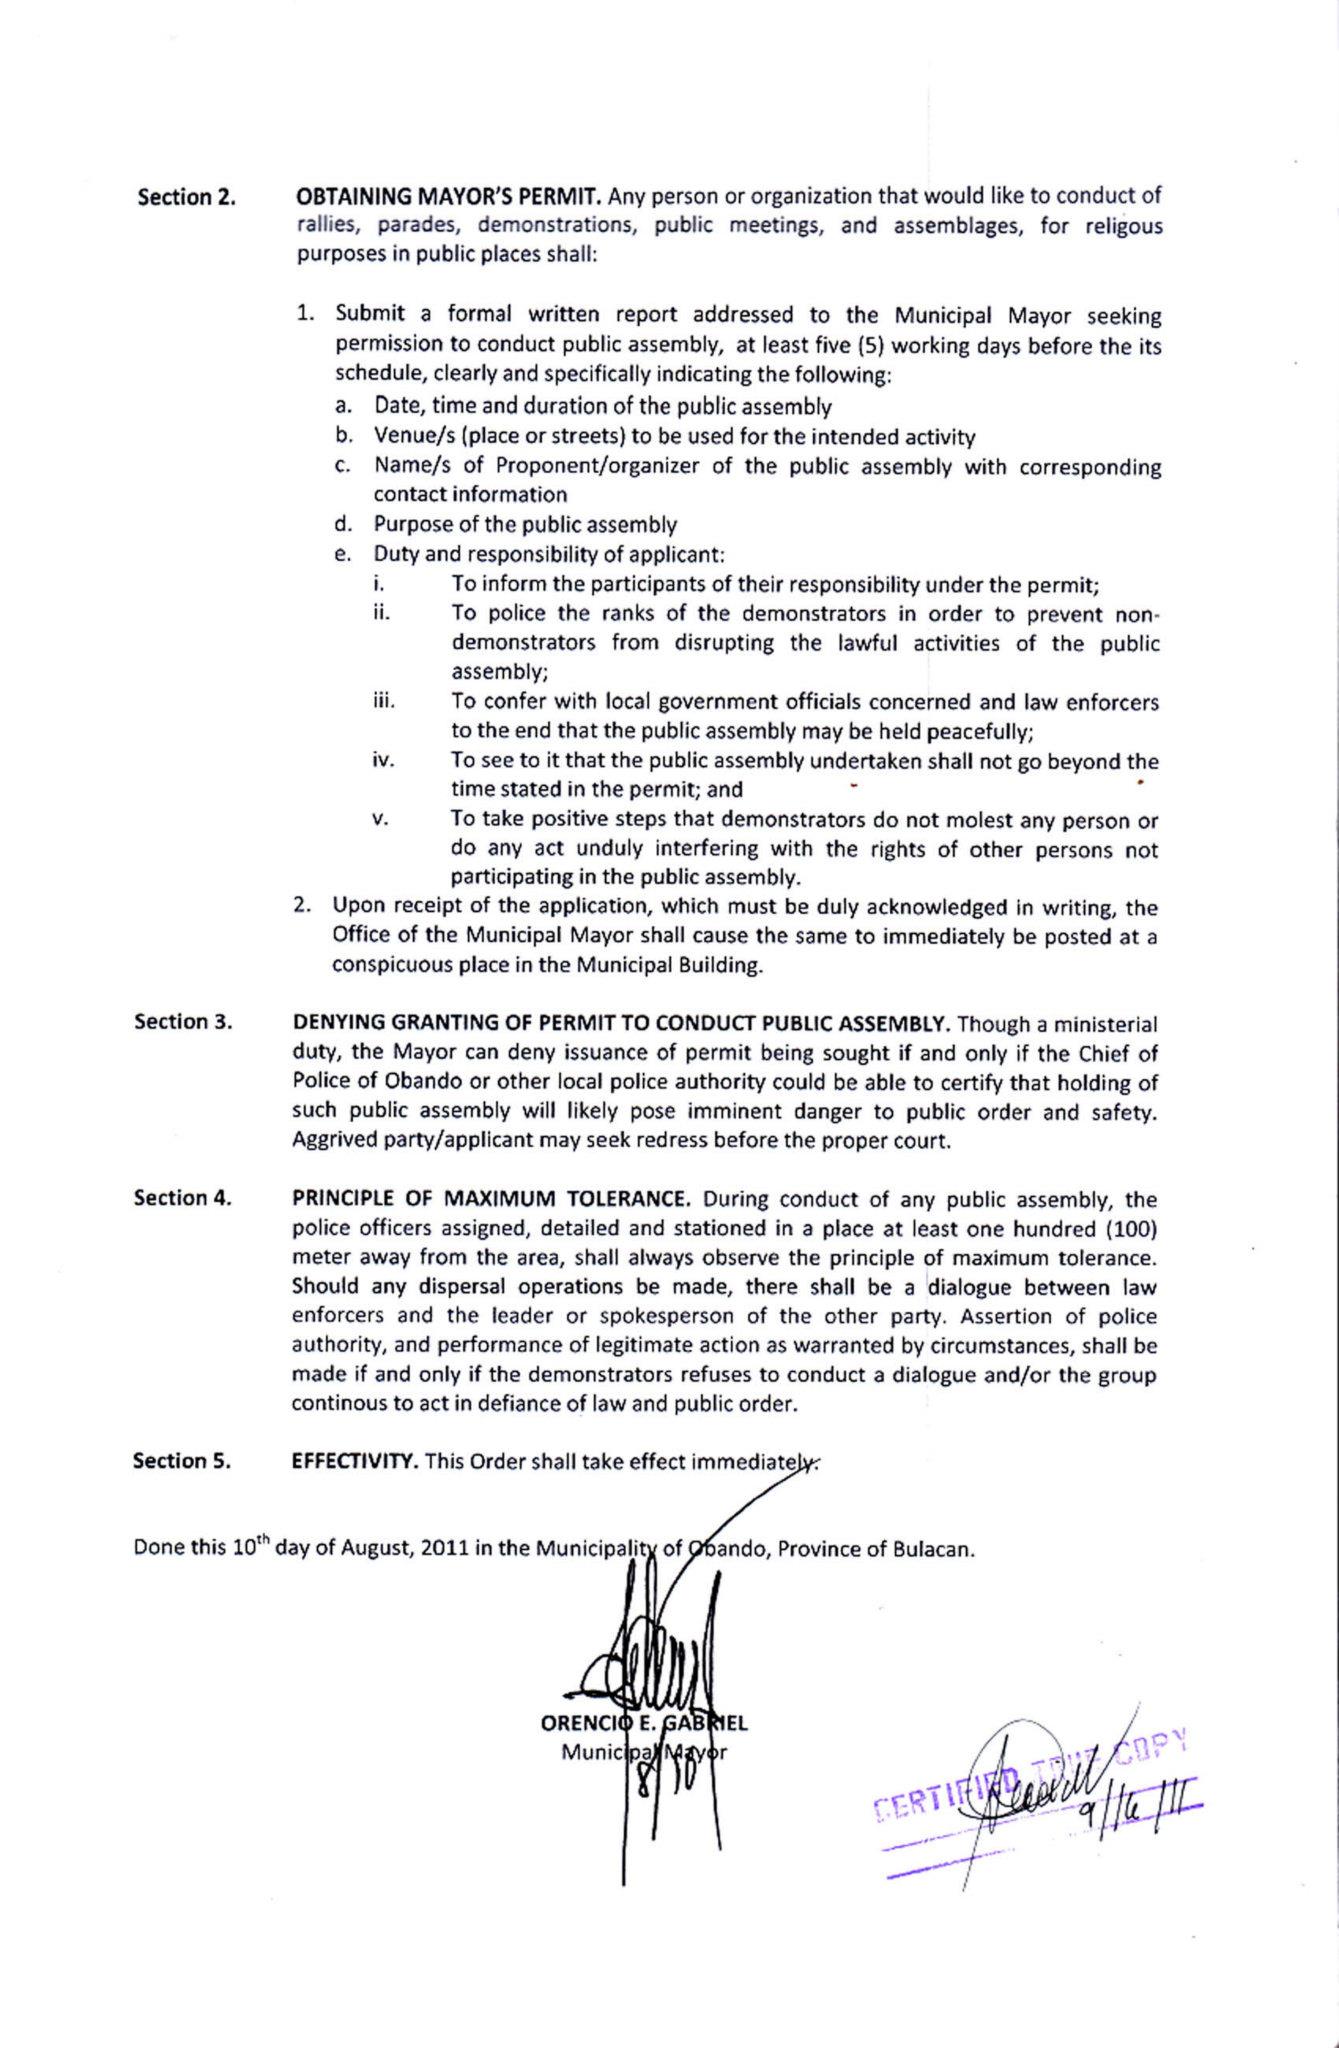 Section 2. OBTAINING MAYOR'S PERMIT. Any person or organization that would like to conduct of
rallies, parades, demonstrations, public meetings, and assemblages, for religous
purposes in public places shall:
1. Submit a formal written report addressed to the Municipal Mayor seeking
permission to conduct public assembly, at least five (5) working days before the its
schedule, clearly and specifically indicating the following:
a. Date, time and duration of the public assembly
b. Venue/s (place or streets) to be used for the intended activity
c. Name/s of Proponent/organizer of the public assembly with corresponding
contact information
d. Purpose of the public assembly
e. Duty and responsibility of applicant:
i. To inform the participants of their responsibility under the permit;
ii. To police the ranks of the demonstrators in order to prevent non-
demonstrators from disrupting the lawful activities of the public
assembly;
iii. To confer with local government officials concerned and law enforcers
to the end that the public assembly may be held peacefully;
iv. To see to it that the public assembly undertaken shall not go beyond the
time stated in the permit; and
v. To take positive steps that demonstrators do not molest any person or
do any act unduly interfering with the rights of other persons not
participating in the public assembly.
2. Upon receipt of the application, which must be duly acknowledged in writing, the
Office of the Municipal Mayor shall cause the same to immediately be posted at a
conspicuous place in the Municipal Building.
Section 3. DENYING GRANTING OF PERMIT TO CONDUCT PUBLIC ASSEMBLY. Though a ministerial
duty, the Mayor can deny issuance of permit being sought if and only if the Chief of
Police of Obando or other local police authority could be able to certify that holding of
such public assembly will likely pose imminent danger to public order and safety.
Aggrived party/applicant may seek redress before the proper court.
Section 4. PRINCIPLE OF MAXIMUM TOLERANCE. During conduct of any public assembly, the
police officers assigned, detailed and stationed in a place at least one hundred (100)
meter away from the area, shall always observe the principle of maximum tolerance.
Should any dispersal operations be made, there shall be a dialogue between law
enforcers and the leader or spokesperson of the other party. Assertion of police
authority, and performance of legitimate action as warranted by circumstances, shall be
made if and only if the demonstrators refuses to conduct a dialogue and/or the group
continous to act in defiance of law and public order.
Section 5. EFFECTIVITY. This Order shall take effect immediately.
Done this 10th day of August, 2011 in the Municipality of Obando, Province of Bulacan.
ORENCIO E. GABRIEL
Municipal Mayor
CERTIFIED TRUE COPY
9/16/11